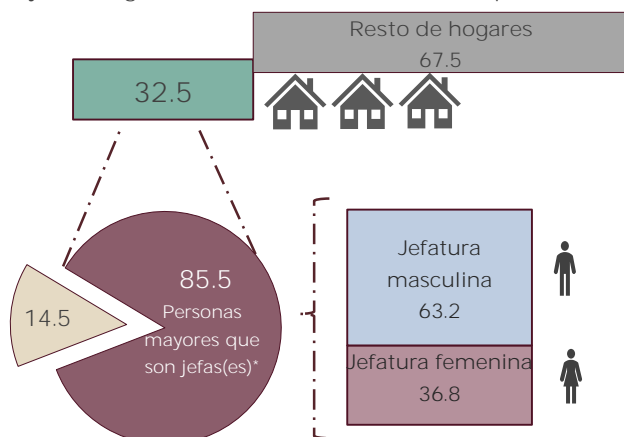 Resto de hogares
67.5
32.5
85.5
Personas
mayores que
son jefas(es)*
14.5
Jefatura
masculina
63.2
Jefatura femenina
36.8